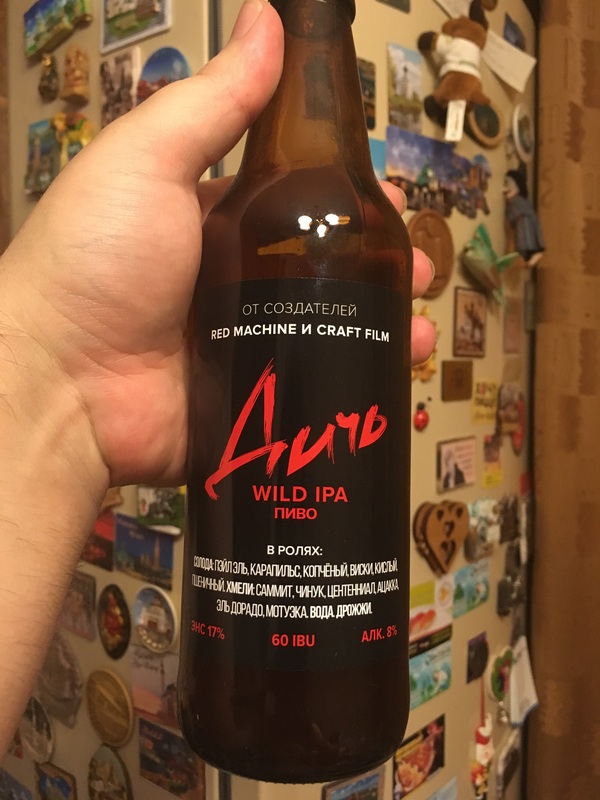 ОТ СОЗДАТЕЛЕЙ
RED MACHINE И CRAFT FILM
Дичь
WILD IPA
ПИВО
В РОЛЯХ:
СОЛОДА: ПЭЙЛ ЭЛЬ, КАРАПИЛЬС, КОПЧЁНЫЙ, ВИСКИ, КИСЛЫЙ,
ПШЕНИЧНЫЙ. ХМЕЛИ: САММИТ, ЧИНУК, ЦЕНТЕННИАЛ, АЦАККА,
ЭЛЬ ДОРАДО, МОТУЭКА. ВОДА. ДРОЖЖИ.
ЭНС 17% 60 IBU АЛК. 8%